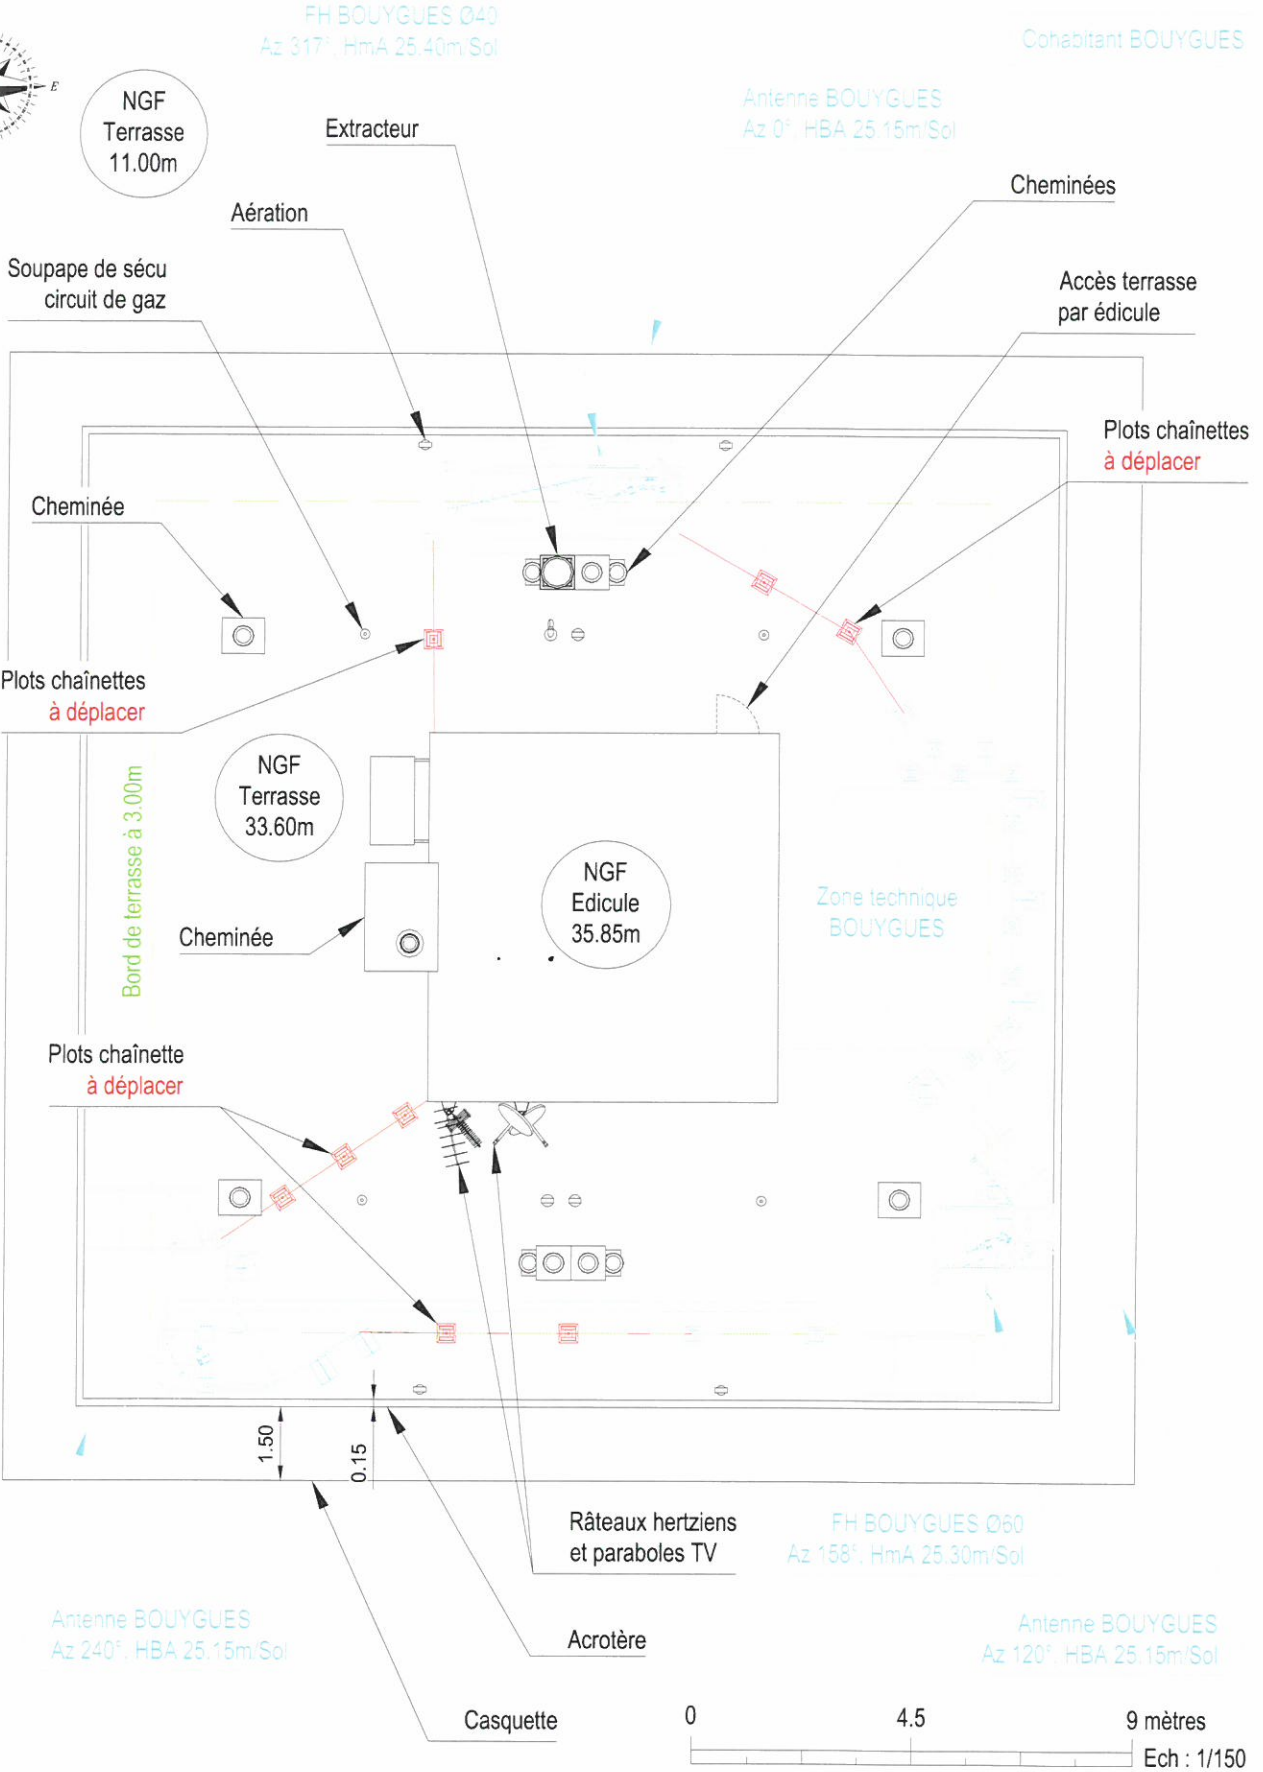 FH BOUYGUES Ø40
Az 317°, HmA 25.40m/Sol
Cohabitant BOUYGUES
E
NGF
Terrasse
11.00m
Antenne BOUYGUES
Az 0°, HBA 25.15m/Sol
Extracteur
Cheminées
Aération
Soupape de sécu
circuit de gaz
Accès terrasse
par édicule
Plots chaînettes
à déplacer
Cheminée
Plots chaînettes
à déplacer
NGF
Terrasse
33.60m
Bord de terrasse à 3.00m
NGF
Edicule
35.85m
Zone technique
BOUYGUES
Cheminée
Plots chaînette
à déplacer
1.50
0.15
Râteaux hertziens
et paraboles TV
FH BOUYGUES Ø60
Az 158°, HmA 25.30m/Sol
Antenne BOUYGUES
Az 240°, HBA 25.15m/Sol
Acrotère
Antenne BOUYGUES
Az 120°, HBA 25.15m/Sol
Casquette
0 4.5 9 mètres
Ech : 1/150